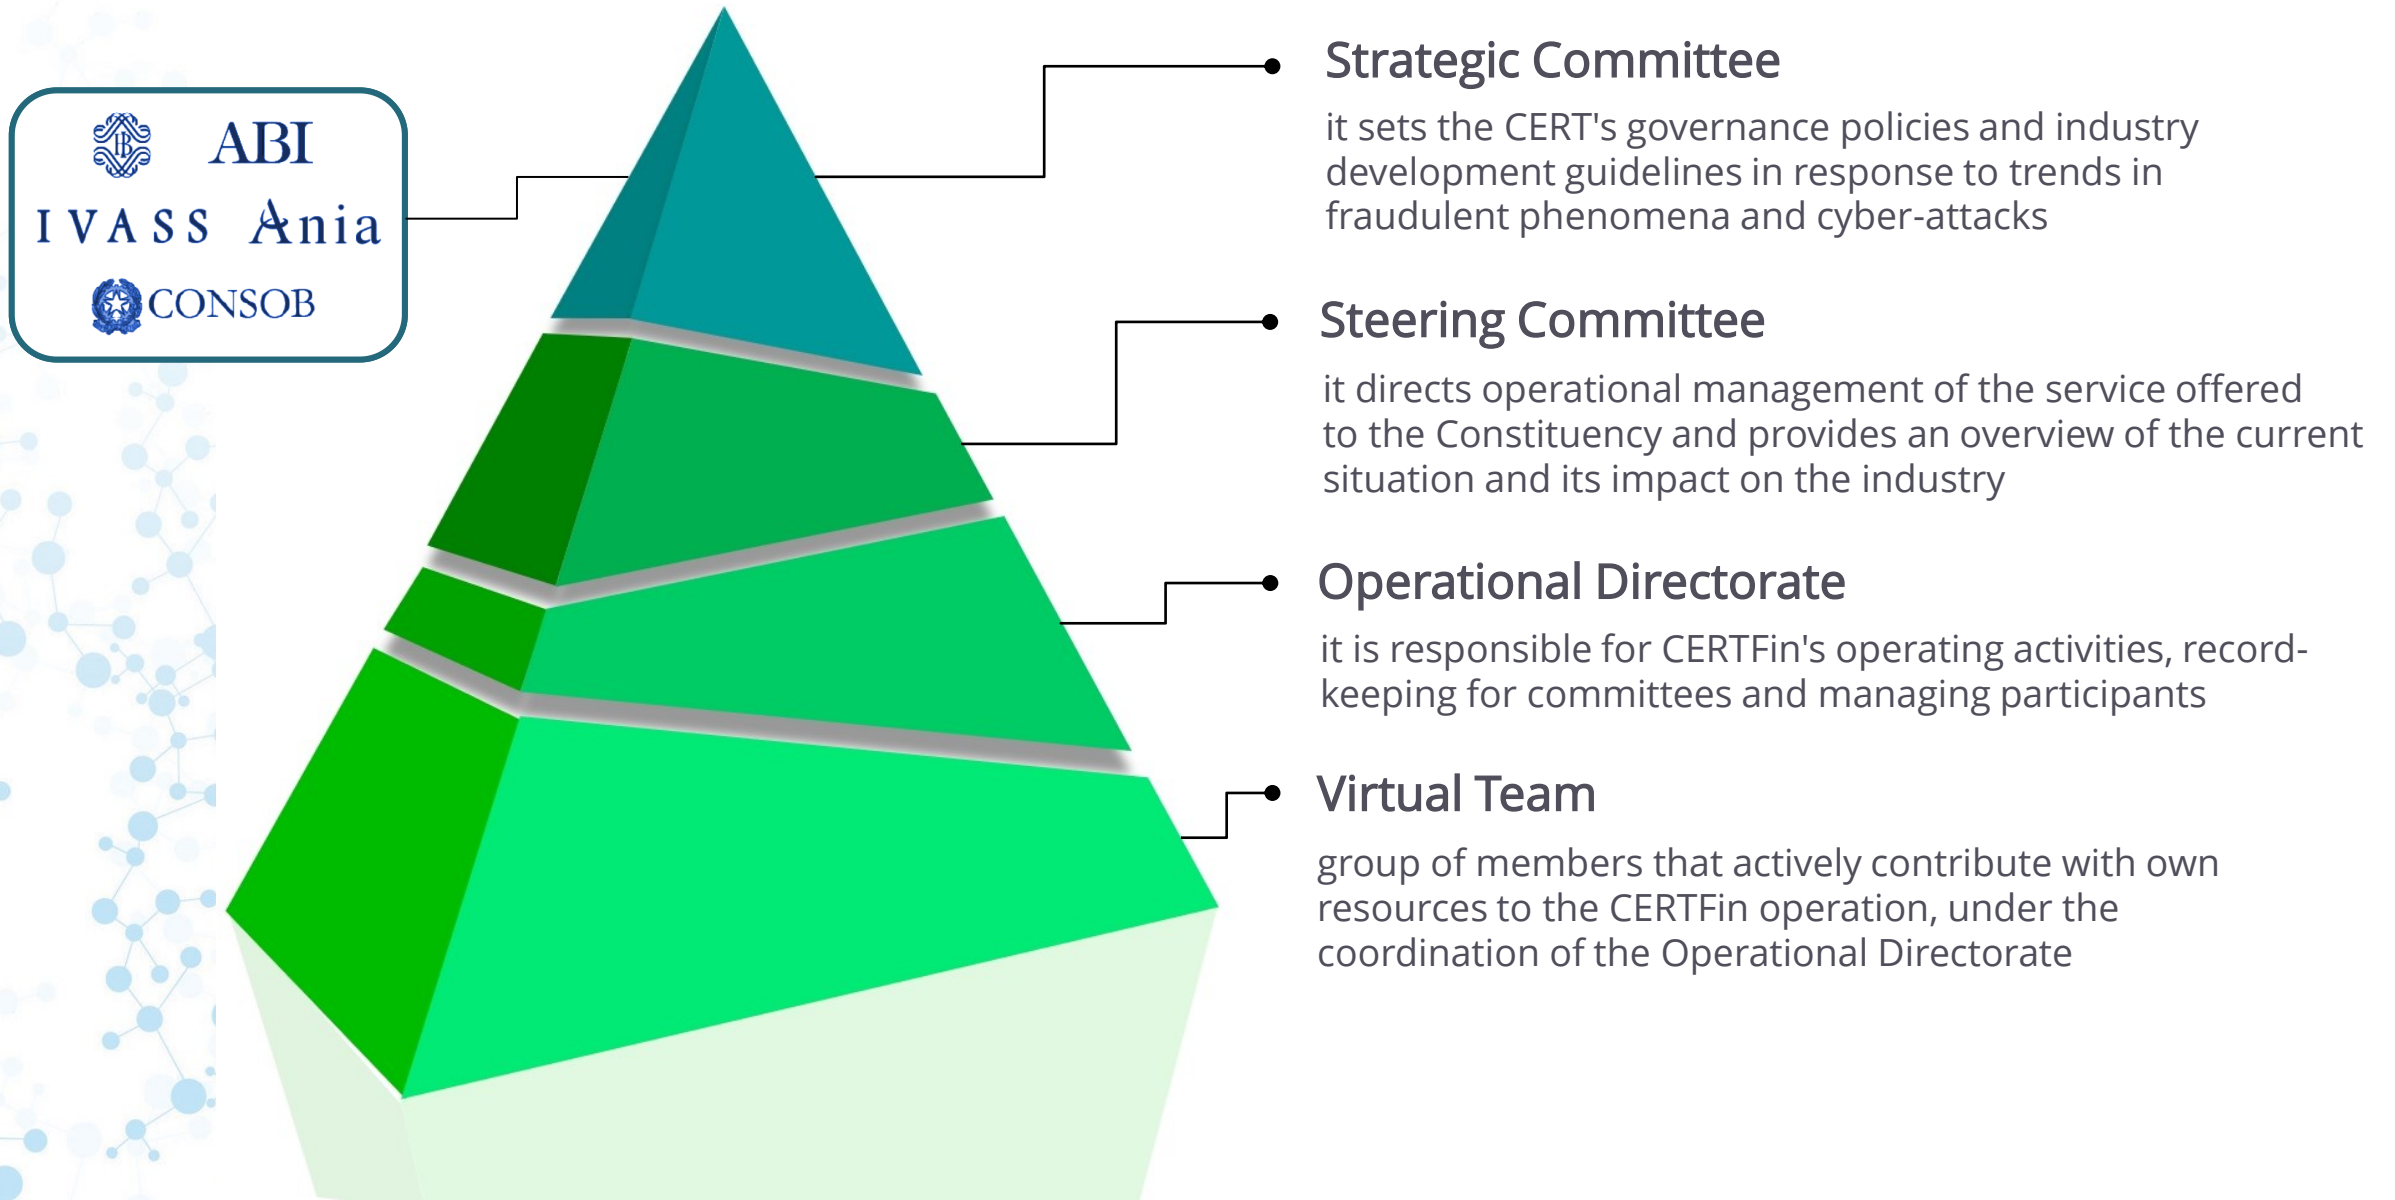 ABI
IVASS Ania
CONSOB
Strategic Committee
it sets the CERT's governance policies and industry
development guidelines in response to trends in
fraudulent phenomena and cyber-attacks
Steering Committee
it directs operational management of the service offered
to the Constituency and provides an overview of the current
situation and its impact on the industry
Operational Directorate
it is responsible for CERTFin's operating activities, record-
keeping for committees and managing participants
Virtual Team
group of members that actively contribute with own
resources to the CERTFin operation, under the
coordination of the Operational Directorate